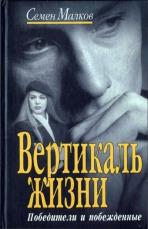 Семен Малков
Вертикаль
жизни
Победители и побежденные